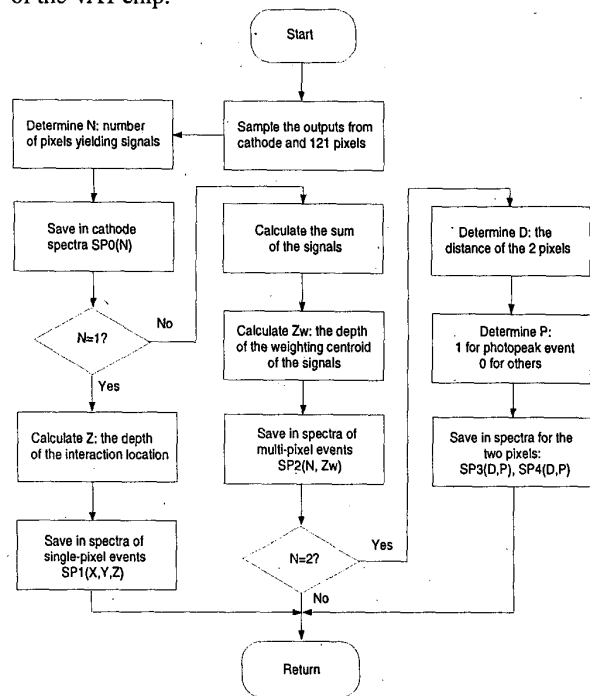 of the VA1 chip.
Start
Sample the outputs from
cathode and 121 pixels
Determine N: number
of pixels yielding signals
Save in cathode
spectra SP0(N)
N=1?
No
Yes
Calculate Z: the depth
of the interaction location
Save in spectra of
single-pixel events
SP1(X,Y,Z)
Calculate the sum
of the signals
Calculate Zw: the depth
of the weighting centroid
of the signals
Save in spectra of
multi-pixel events
SP2(N, Zw)
N=2?
Yes
No
Determine D: the
distance of the 2 pixels
Determine P:
1 for photopeak event
0 for others
Save in spectra for the
two pixels:
SP3(D,P), SP4(D,P)
Return